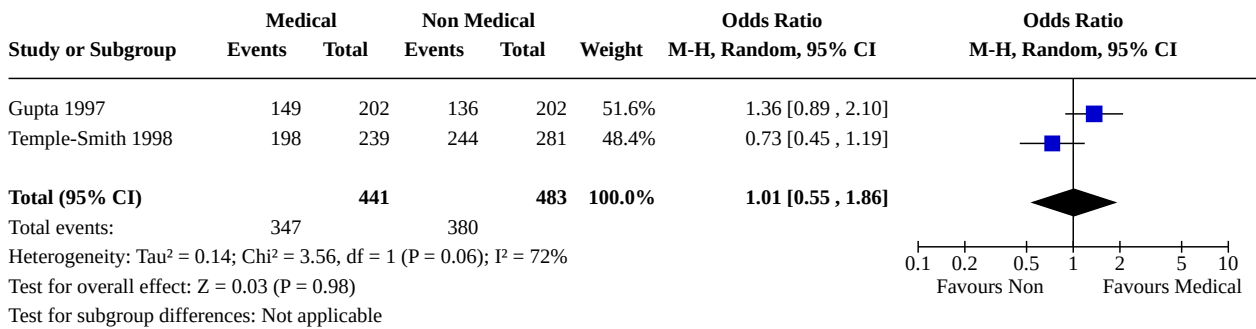 Medical Non Medical Odds Ratio Odds Ratio
Study or Subgroup Events Total Events Total Weight M-H, Random, 95% CI M-H, Random, 95% CI
Gupta 1997 149 202 136 202 51.6% 1.36 [0.89 , 2.10]
Temple-Smith 1998 198 239 244 281 48.4% 0.73 [0.45 , 1.19]
Total (95% CI) 441 483 100.0% 1.01 [0.55 , 1.86]
Total events: 347 380
Heterogeneity: Tau² = 0.14; Chi² = 3.56, df = 1 (P = 0.06); I² = 72%
0.1 0.2 0.5 1 2 5 10
Test for overall effect: Z = 0.03 (P = 0.98)
Favours Non Favours Medical
Test for subgroup differences: Not applicable